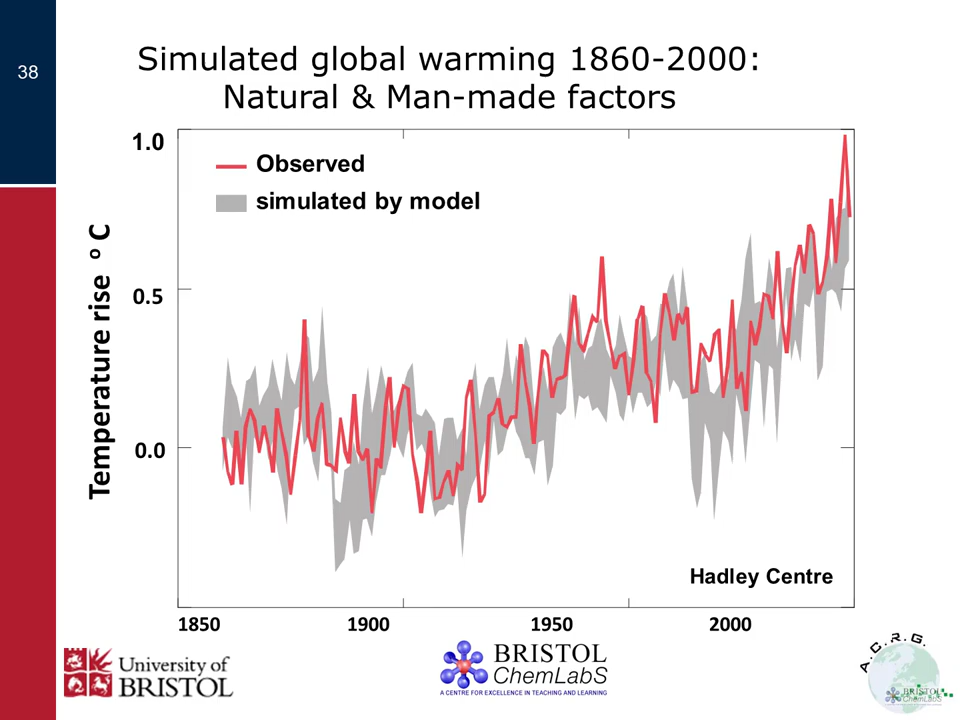 38
Simulated global warming 1860-2000:
Natural & Man-made factors
1.0
Observed
simulated by model
Temperature rise º C
0.5
0.0
Hadley Centre
1850 1900 1950 2000
A.C.R.G.
University of
BRISTOL
BRISTOL
ChemLabS
A CENTRE FOR EXCELLENCE IN TEACHING AND LEARNING
BRISTOL
ChemLabS